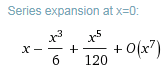 Series expansion at x=0:
x - x³/6 + x⁵/120 + O(x⁷)